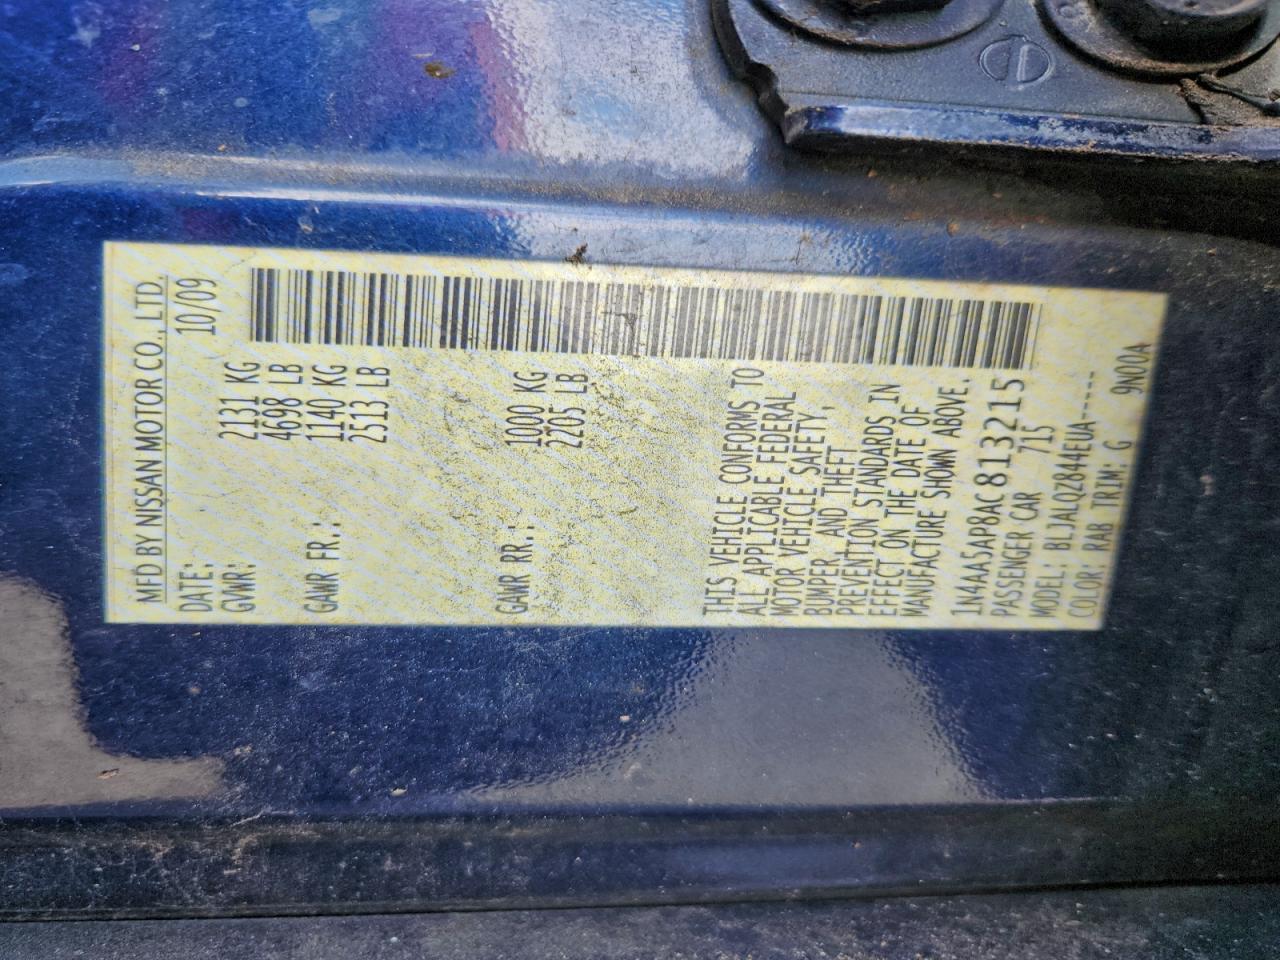 MFD BY NISSAN MOTOR CO., LTD.
DATE: 10/09
GVWR: 2131 KG
4698 LB
GAWR FR.: 1140 KG
2513 LB
GAWR RR.: 1000 KG
2205 LB
THIS VEHICLE CONFORMS TO
ALL APPLICABLE FEDERAL
MOTOR VEHICLE SAFETY,
BUMPER AND THEFT
PREVENTION STANDARDS IN
EFFECT ON THE DATE OF
MANUFACTURE SHOWN ABOVE.
1N4AA5AP8AC813215
PASSENGER CAR 715
MODEL: BLJALQZ844EUA-----
COLOR: RAB TRIM: G 9N00A